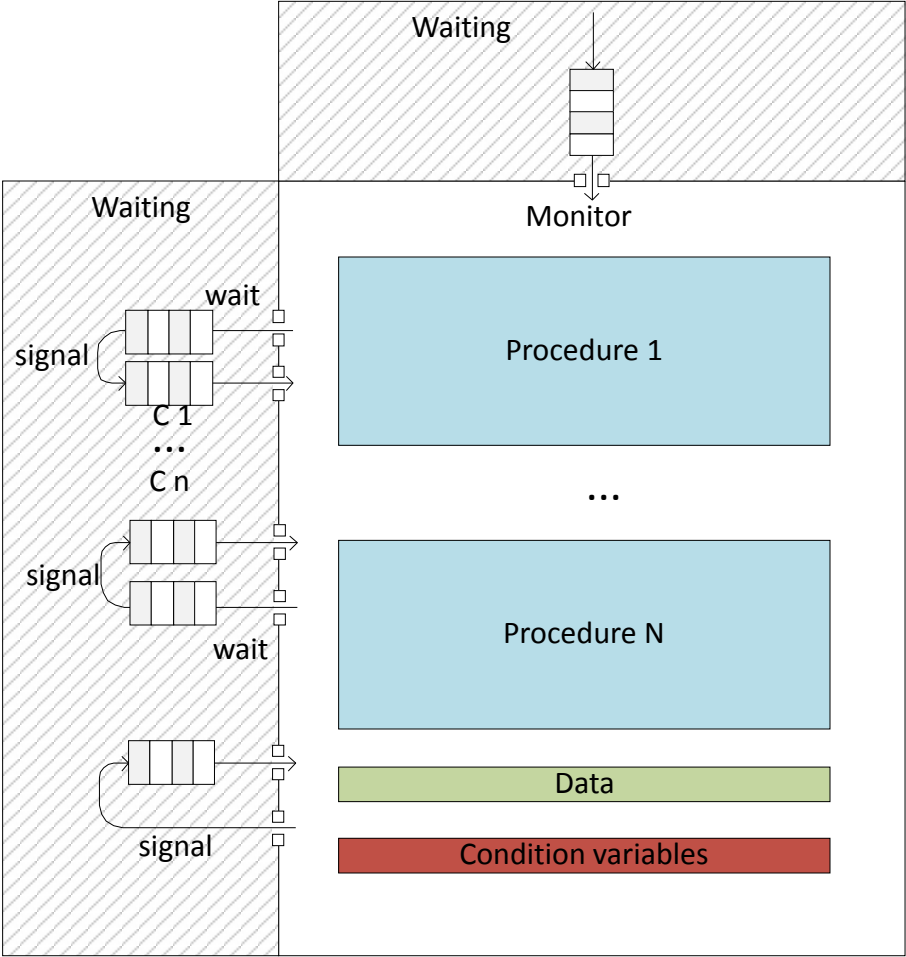 Waiting
Waiting
Monitor
wait
signal
Procedure 1
C 1
...
C n
...
signal
Procedure N
wait
Data
signal
Condition variables